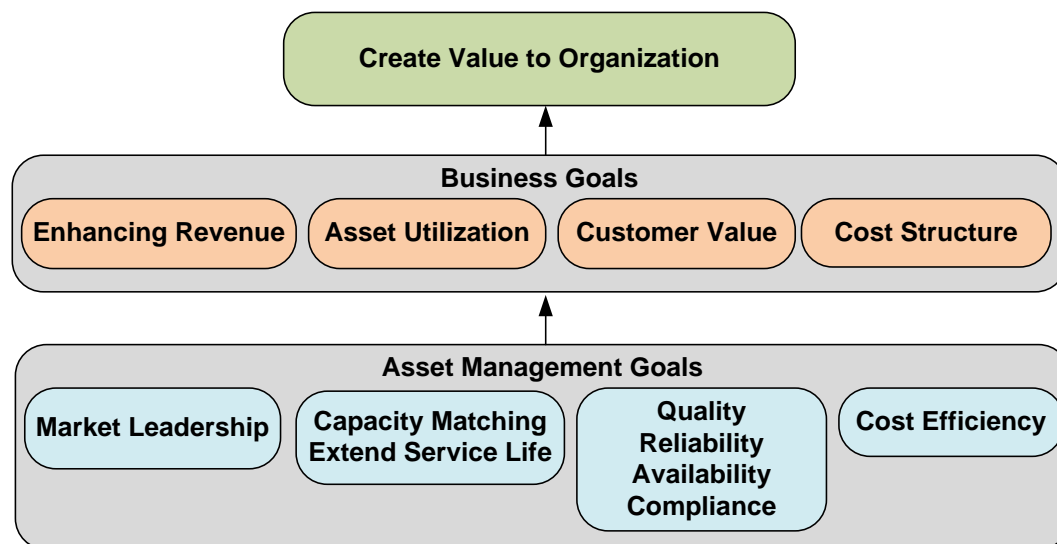 Create Value to Organization
Business Goals
Enhancing Revenue
Asset Utilization
Customer Value
Cost Structure
Asset Management Goals
Market Leadership
Capacity Matching
Extend Service Life
Quality
Reliability
Availability
Compliance
Cost Efficiency